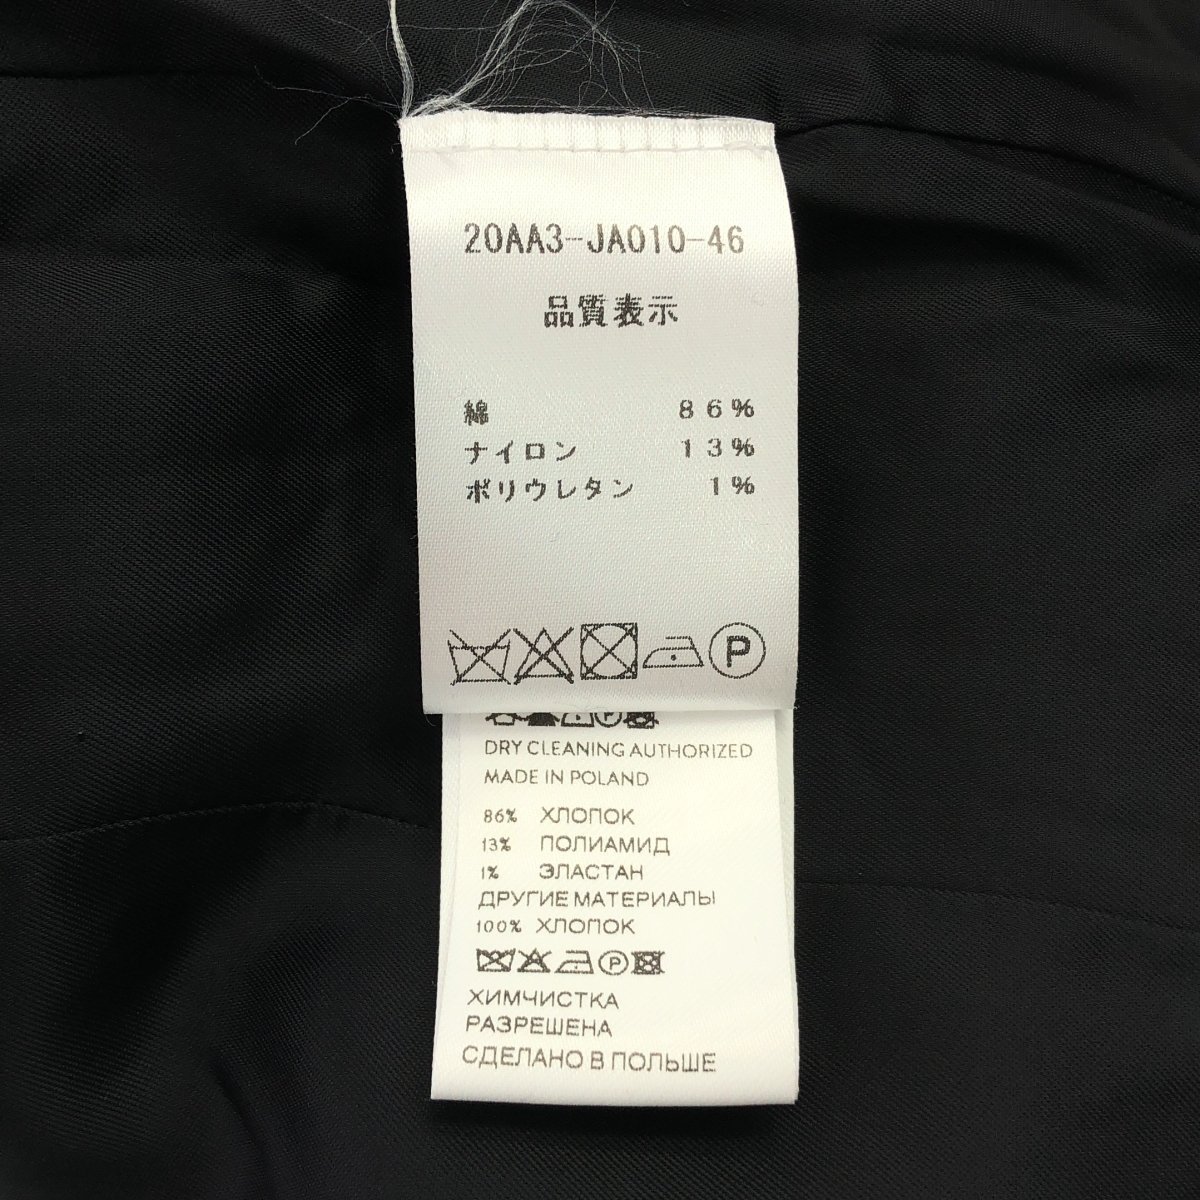 20AA3-JA010-46
品質表示
綿 86%
ナイロン 13%
ポリウレタン 1%
P
DRY CLEANING AUTHORIZED
MADE IN POLAND
86% ХЛОПОК
13% ПОЛИАМИД
1% ЭЛАСТАН
ДРУГИЕ МАТЕРИАЛЫ
100% ХЛОПОК
P
ХИМЧИСТКА
РАЗРЕШЕНА
СДЕЛАНО В ПОЛЬШЕ